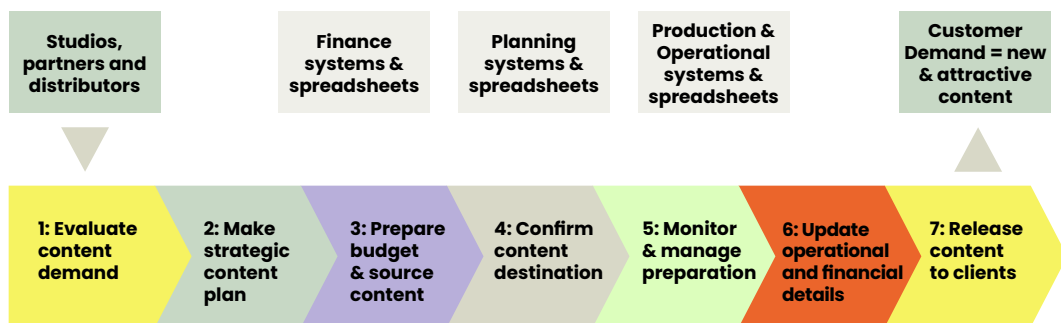 Studios,
partners and
distributors
Finance
systems &
spreadsheets
Planning
systems &
spreadsheets
Production &
Operational
systems &
spreadsheets
Customer
Demand = new
& attractive
content
1: Evaluate
content
demand
2: Make
strategic
content
plan
3: Prepare
budget
& source
content
4: Confirm
content
destination
5: Monitor
& manage
preparation
6: Update
operational
and financial
details
7: Release
content
to clients